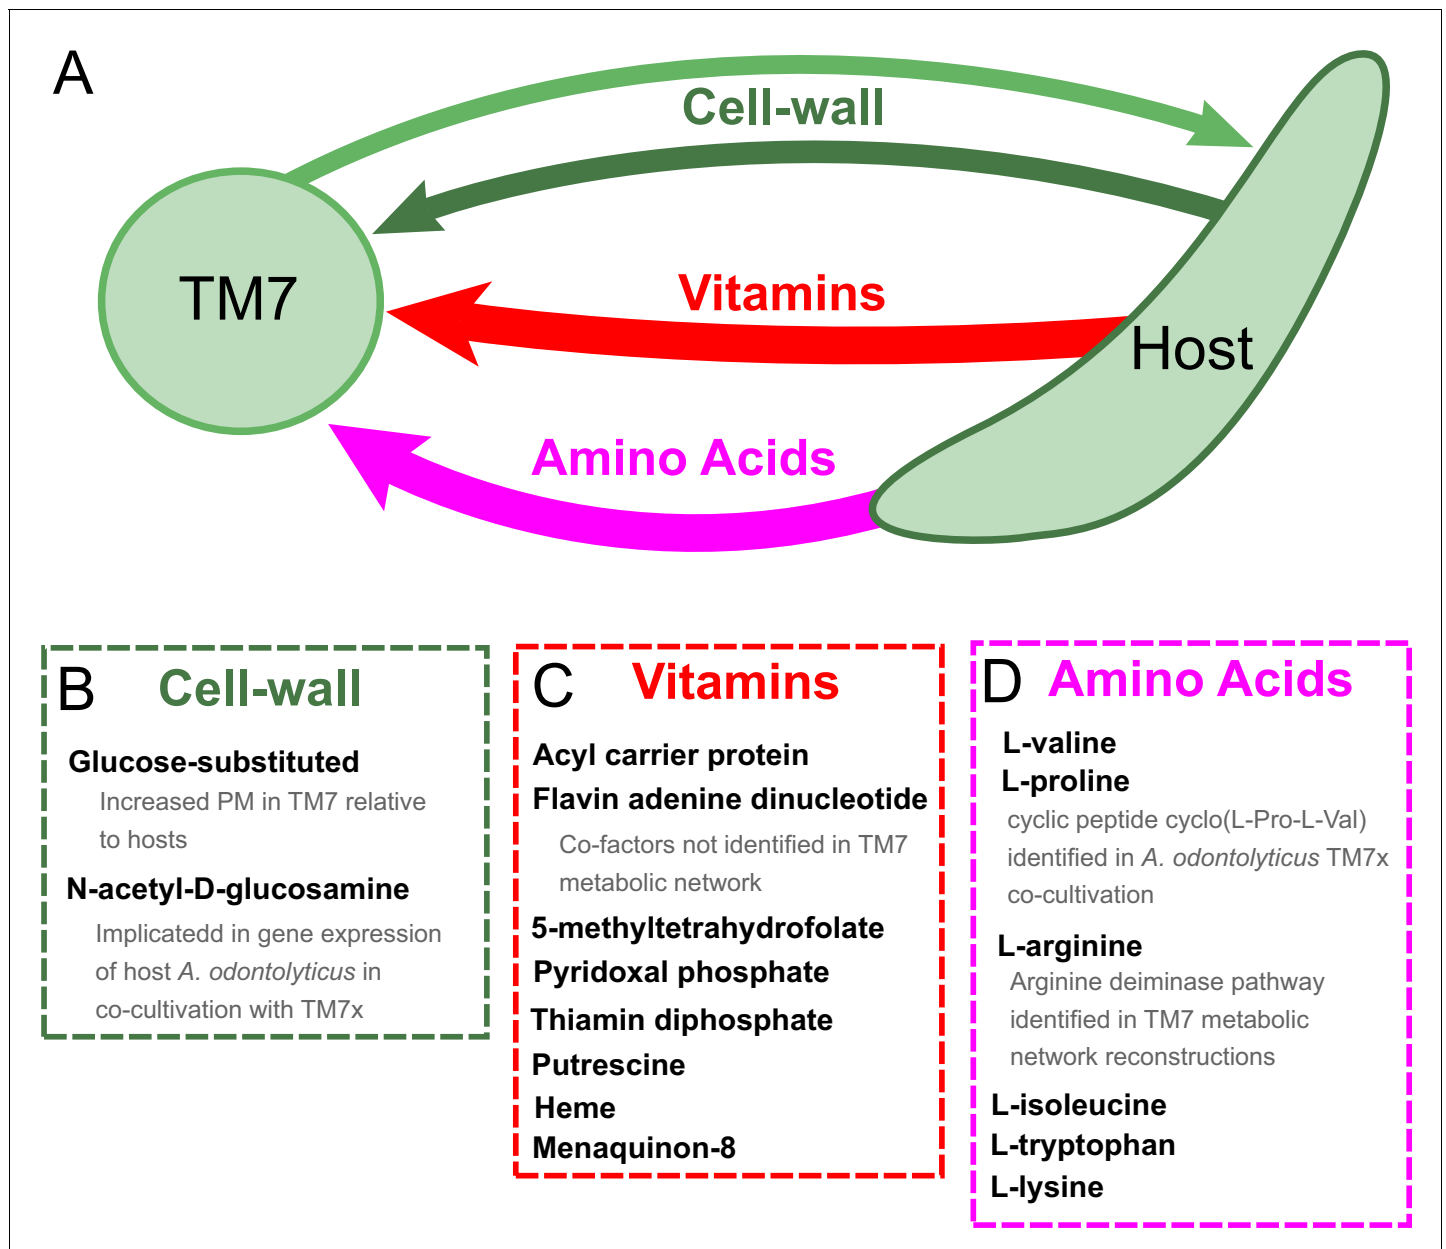 A
Cell-wall
TM7
Vitamins
Host
Amino Acids
B Cell-wall
Glucose-substituted
Increased PM in TM7 relative
to hosts
N-acetyl-D-glucosamine
Implicatedd in gene expression
of host A. odontolyticus in
co-cultivation with TM7x
C Vitamins
Acyl carrier protein
Flavin adenine dinucleotide
Co-factors not identified in TM7
metabolic network
5-methyltetrahydrofolate
Pyridoxal phosphate
Thiamin diphosphate
Putrescine
Heme
Menaquinon-8
D Amino Acids
L-valine
L-proline
cyclic peptide cyclo(L-Pro-L-Val)
identified in A. odontolyticus TM7x
co-cultivation
L-arginine
Arginine deiminase pathway
identified in TM7 metabolic
network reconstructions
L-isoleucine
L-tryptophan
L-lysine